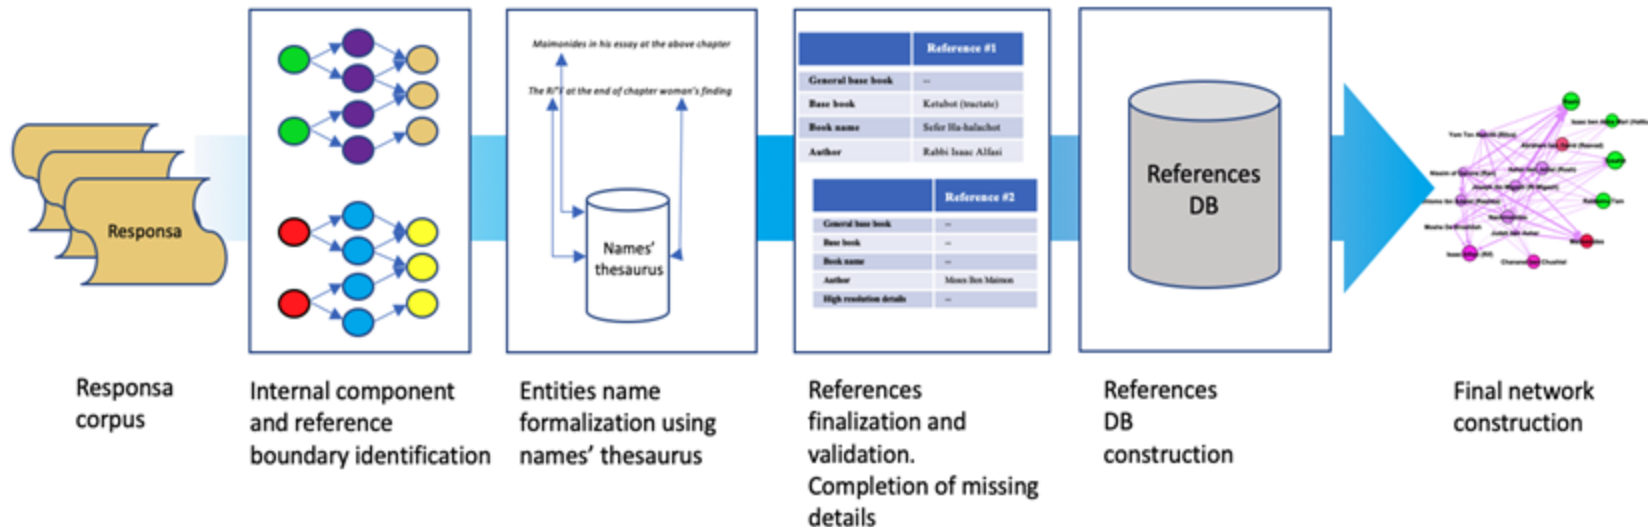 Responsa
Maimonides in his essay at the above chapter
The RI"F at the end of chapter woman's finding
Names'
thesaurus
Reference #1
General base book --
Base book Ketubot (tractate)
Book name Sefer Ha-halachot
Author Rabbi Isaac Alfasi
Reference #2
General base book --
Base book --
Book name --
Author Moses Ben Maimon
High resolution details --
References
DB
Responsa
corpus
Internal component
and reference
boundary identification
Entities name
formalization using
names' thesaurus
References
finalization and
validation.
Completion of missing
details
References
DB
construction
Final network
construction